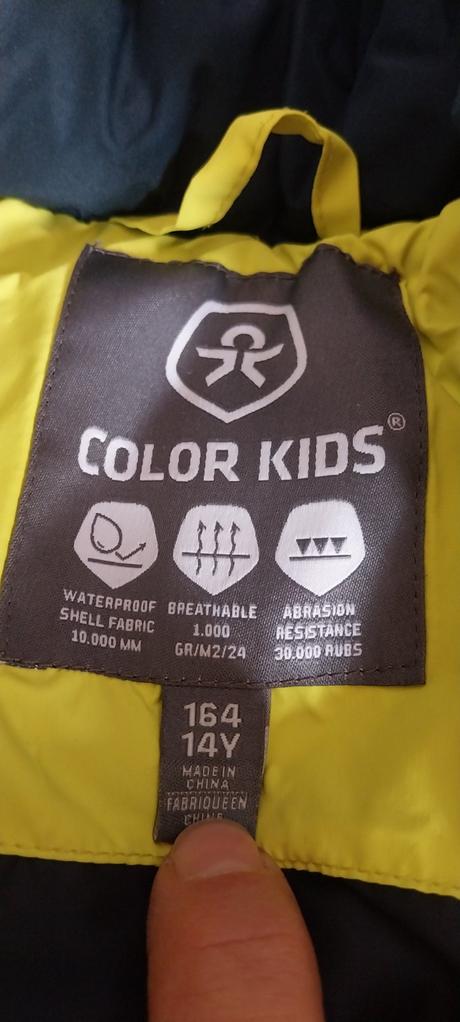 COLOR KIDS®
WATERPROOF
SHELL FABRIC
10.000 MM
BREATHABLE
1.000
GR/M2/24
ABRASION
RESISTANCE
30.000 RUBS
164
14Y
MADE IN
CHINA
FABRIQUE EN